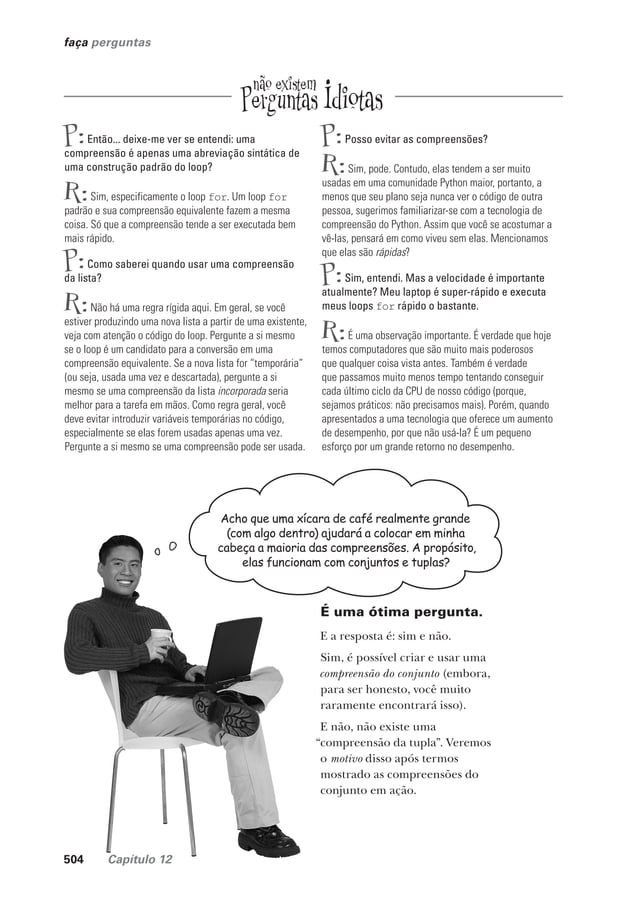 faça perguntas
não existem
Perguntas Idiotas
P: Então... deixe-me ver se entendi: uma
compreensão é apenas uma abreviação sintática de
uma construção padrão do loop?
R: Sim, especificamente o loop for. Um loop for
padrão e sua compreensão equivalente fazem a mesma
coisa. Só que a compreensão tende a ser executada bem
mais rápido.
P: Como saberei quando usar uma compreensão
da lista?
R: Não há uma regra rígida aqui. Em geral, se você
estiver produzindo uma nova lista a partir de uma existente,
veja com atenção o código do loop. Pergunte a si mesmo
se o loop é um candidato para a conversão em uma
compreensão equivalente. Se a nova lista for “temporária”
(ou seja, usada uma vez e descartada), pergunte a si
mesmo se uma compreensão da lista incorporada seria
melhor para a tarefa em mãos. Como regra geral, você
deve evitar introduzir variáveis temporárias no código,
especialmente se elas forem usadas apenas uma vez.
Pergunte a si mesmo se uma compreensão pode ser usada.
P: Posso evitar as compreensões?
R: Sim, pode. Contudo, elas tendem a ser muito
usadas em uma comunidade Python maior, portanto, a
menos que seu plano seja nunca ver o código de outra
pessoa, sugerimos familiarizar-se com a tecnologia de
compreensão do Python. Assim que você se acostumar a
vê-las, pensará em como viveu sem elas. Mencionamos
que elas são rápidas?
P: Sim, entendi. Mas a velocidade é importante
atualmente? Meu laptop é super-rápido e executa
meus loops for rápido o bastante.
R: É uma observação importante. É verdade que hoje
temos computadores que são muito mais poderosos
que qualquer coisa vista antes. Também é verdade
que passamos muito menos tempo tentando conseguir
cada último ciclo da CPU de nosso código (porque,
sejamos práticos: não precisamos mais). Porém, quando
apresentados a uma tecnologia que oferece um aumento
de desempenho, por que não usá-la? É um pequeno
esforço por um grande retorno no desempenho.
Acho que uma xícara de café realmente grande
(com algo dentro) ajudará a colocar em minha
cabeça a maioria das compreensões. A propósito,
elas funcionam com conjuntos e tuplas?
É uma ótima pergunta.
E a resposta é: sim e não.
Sim, é possível criar e usar uma
compreensão do conjunto (embora,
para ser honesto, você muito
raramente encontrará isso).
E não, não existe uma
“compreensão da tupla”. Veremos
o motivo disso após termos
mostrado as compreensões do
conjunto em ação.
504 Capítulo 12